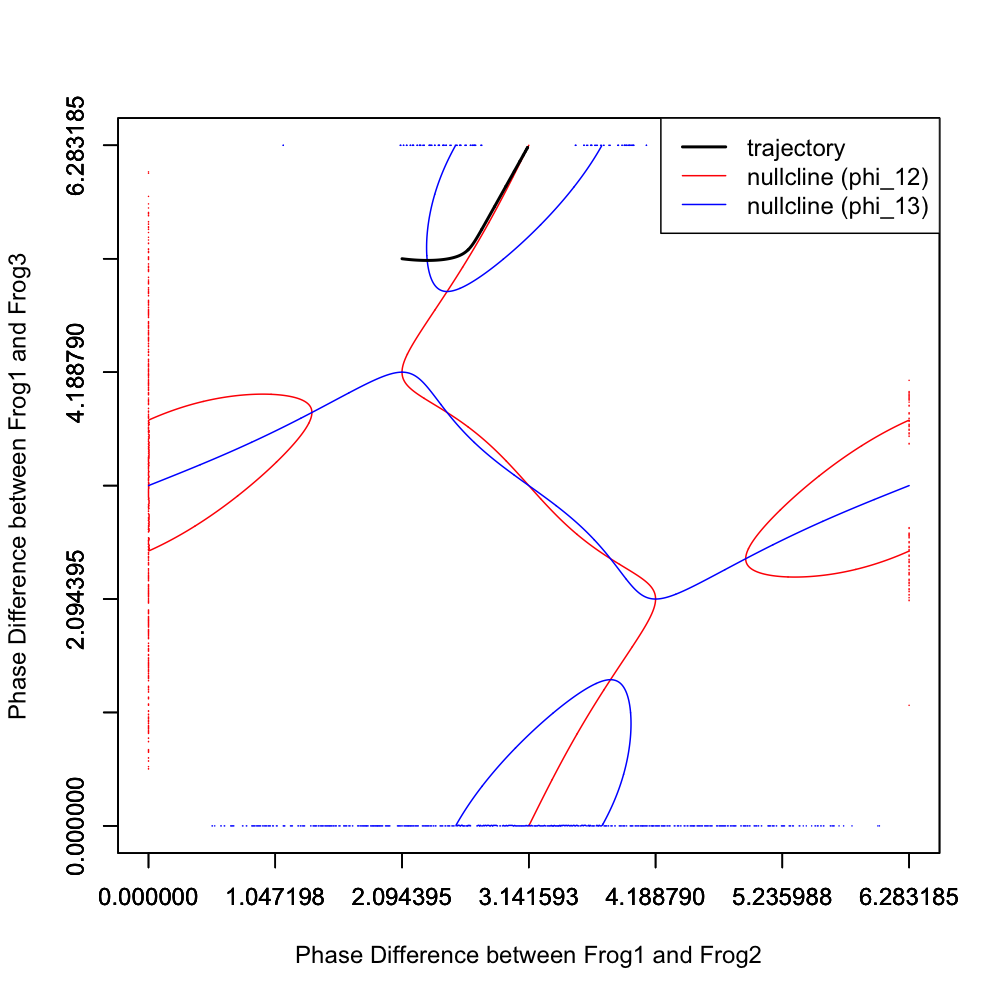 trajectory
nullcline (phi_12)
nullcline (phi_13)
6.283185
4.188790
2.094395
0.000000
Phase Difference between Frog1 and Frog3
0.000000 1.047198 2.094395 3.141593 4.188790 5.235988 6.283185
Phase Difference between Frog1 and Frog2